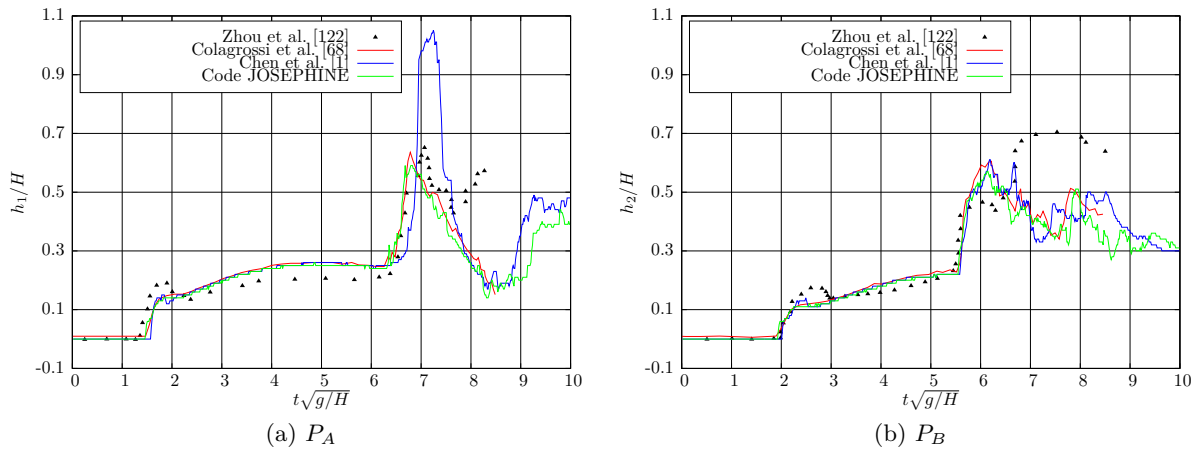 1.1
0.9
0.7
0.5
0.3
0.1
-0.1
h₁/H
Zhou et al. [122]
Colagrossi et al. [68]
Chen et al. [1]
Code JOSEPHINE
0 1 2 3 4 5 6 7 8 9 10
t√g/H
(a) P_A
1.1
0.9
0.7
0.5
0.3
0.1
-0.1
h₂/H
Zhou et al. [122]
Colagrossi et al. [68]
Chen et al. [1]
Code JOSEPHINE
0 1 2 3 4 5 6 7 8 9 10
t√g/H
(b) P_B